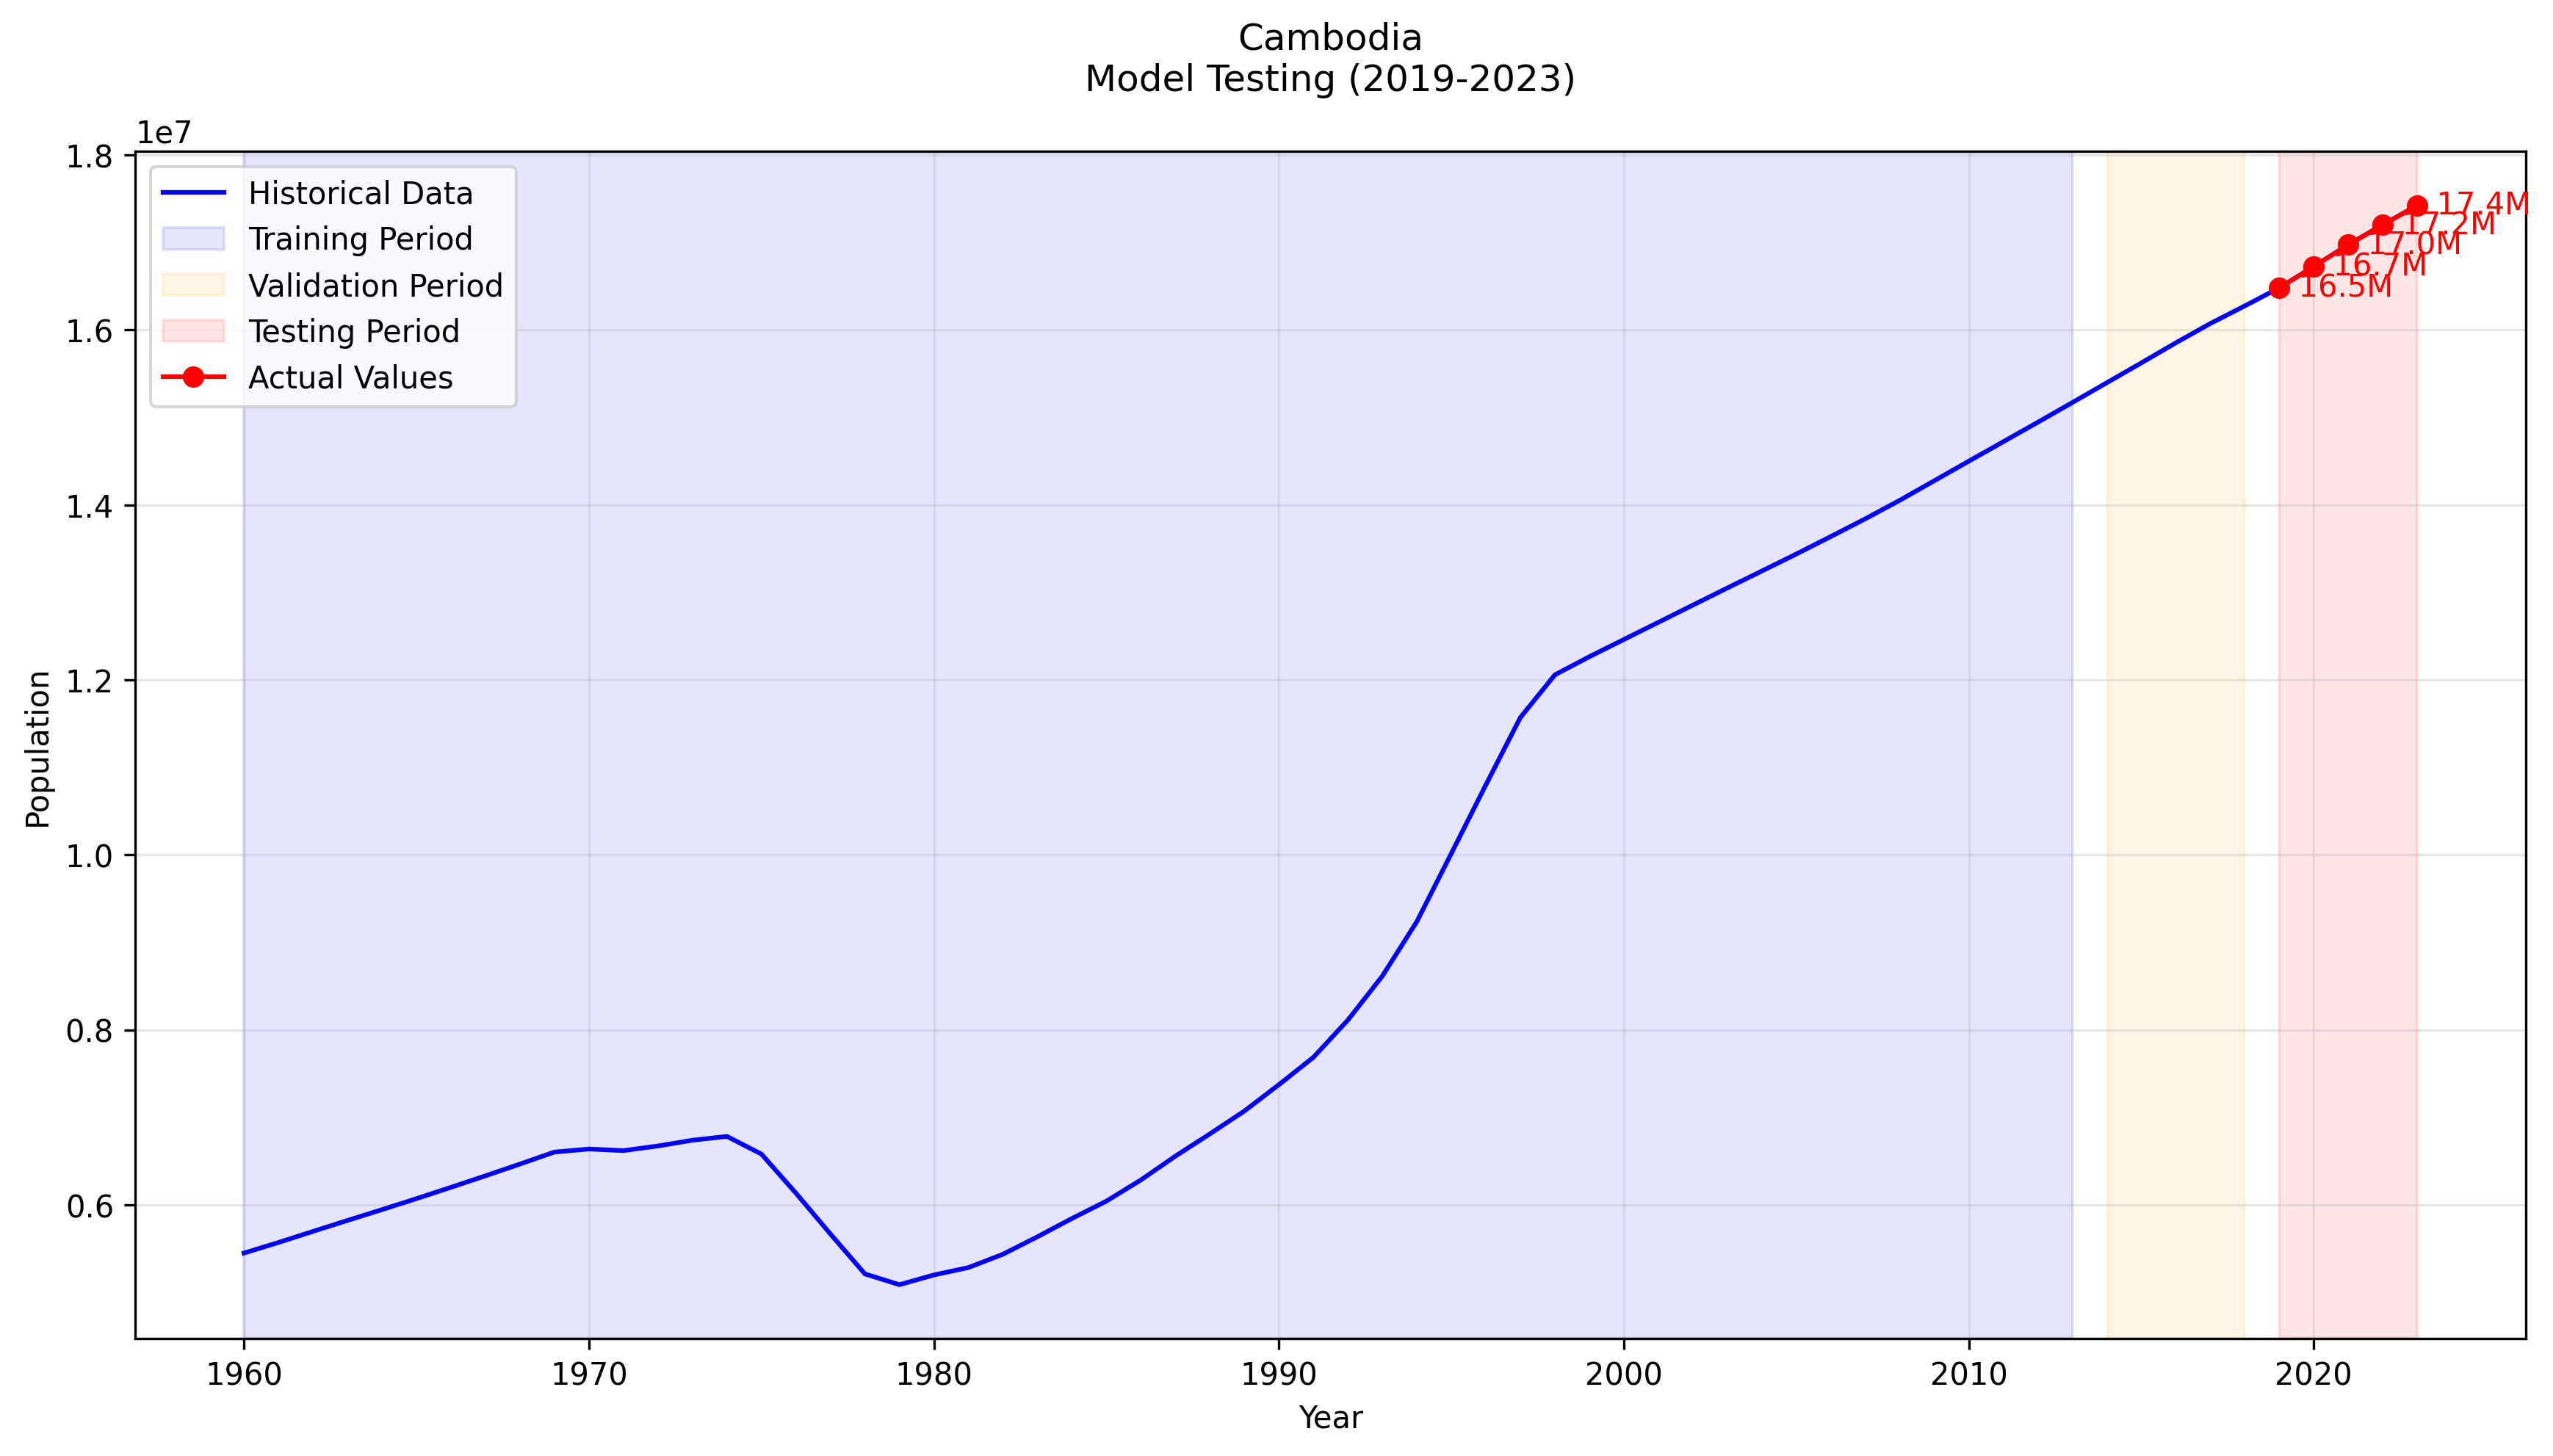 Cambodia
Model Testing (2019-2023)
1e7
1.8
1.6
1.4
1.2
1.0
0.8
0.6
Population
Historical Data
Training Period
Validation Period
Testing Period
Actual Values
17.4M
17.2M
17.0M
16.7M
16.5M
1960 1970 1980 1990 2000 2010 2020
Year